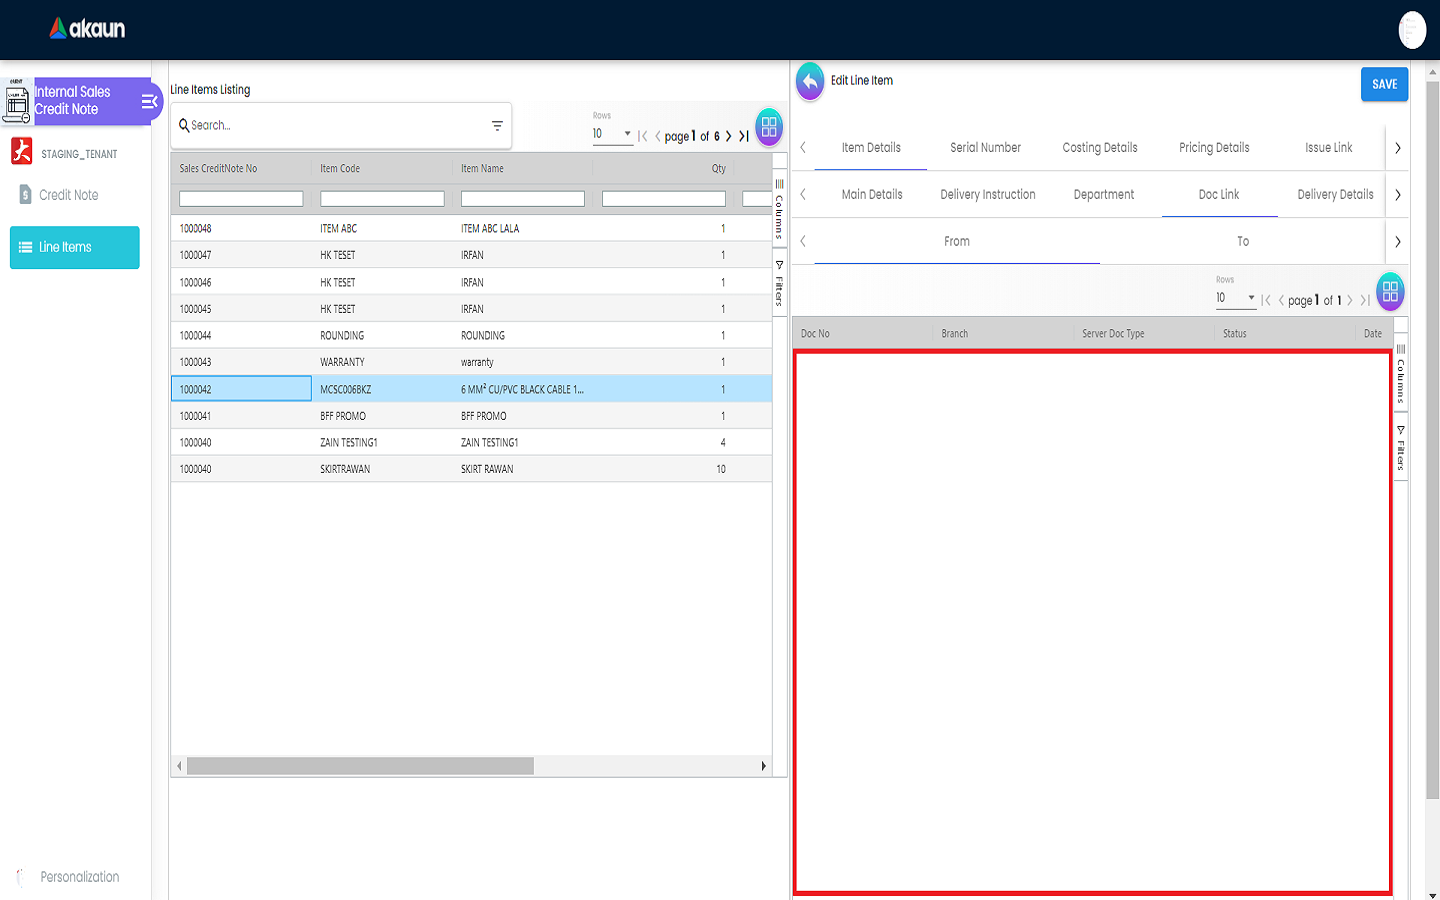 akaun
Internal Sales
Credit Note
STAGING_TENANT
Credit Note
Line Items
Personalization
Line Items Listing
Search...
Rows
10
page 1 of 6
Sales CreditNote No Item Code Item Name Qty
1000048 ITEM ABC ITEM ABC LALA 1
1000047 HK TESET IRFAN 1
1000046 HK TESET IRFAN 1
1000045 HK TESET IRFAN 1
1000044 ROUNDING ROUNDING 1
1000043 WARRANTY warranty 1
1000042 MCSC006BKZ 6 MM² CU/PVC BLACK CABLE 1... 1
1000041 BFF PROMO BFF PROMO 1
1000040 ZAIN TESTING1 ZAIN TESTING1 4
1000040 SKIRTRAWAN SKIRT RAWAN 10
Columns
Filters
Edit Line Item
SAVE
Item Details Serial Number Costing Details Pricing Details Issue Link
Main Details Delivery Instruction Department Doc Link Delivery Details
From To
Rows
10
page 1 of 1
Doc No Branch Server Doc Type Status Date
Columns
Filters